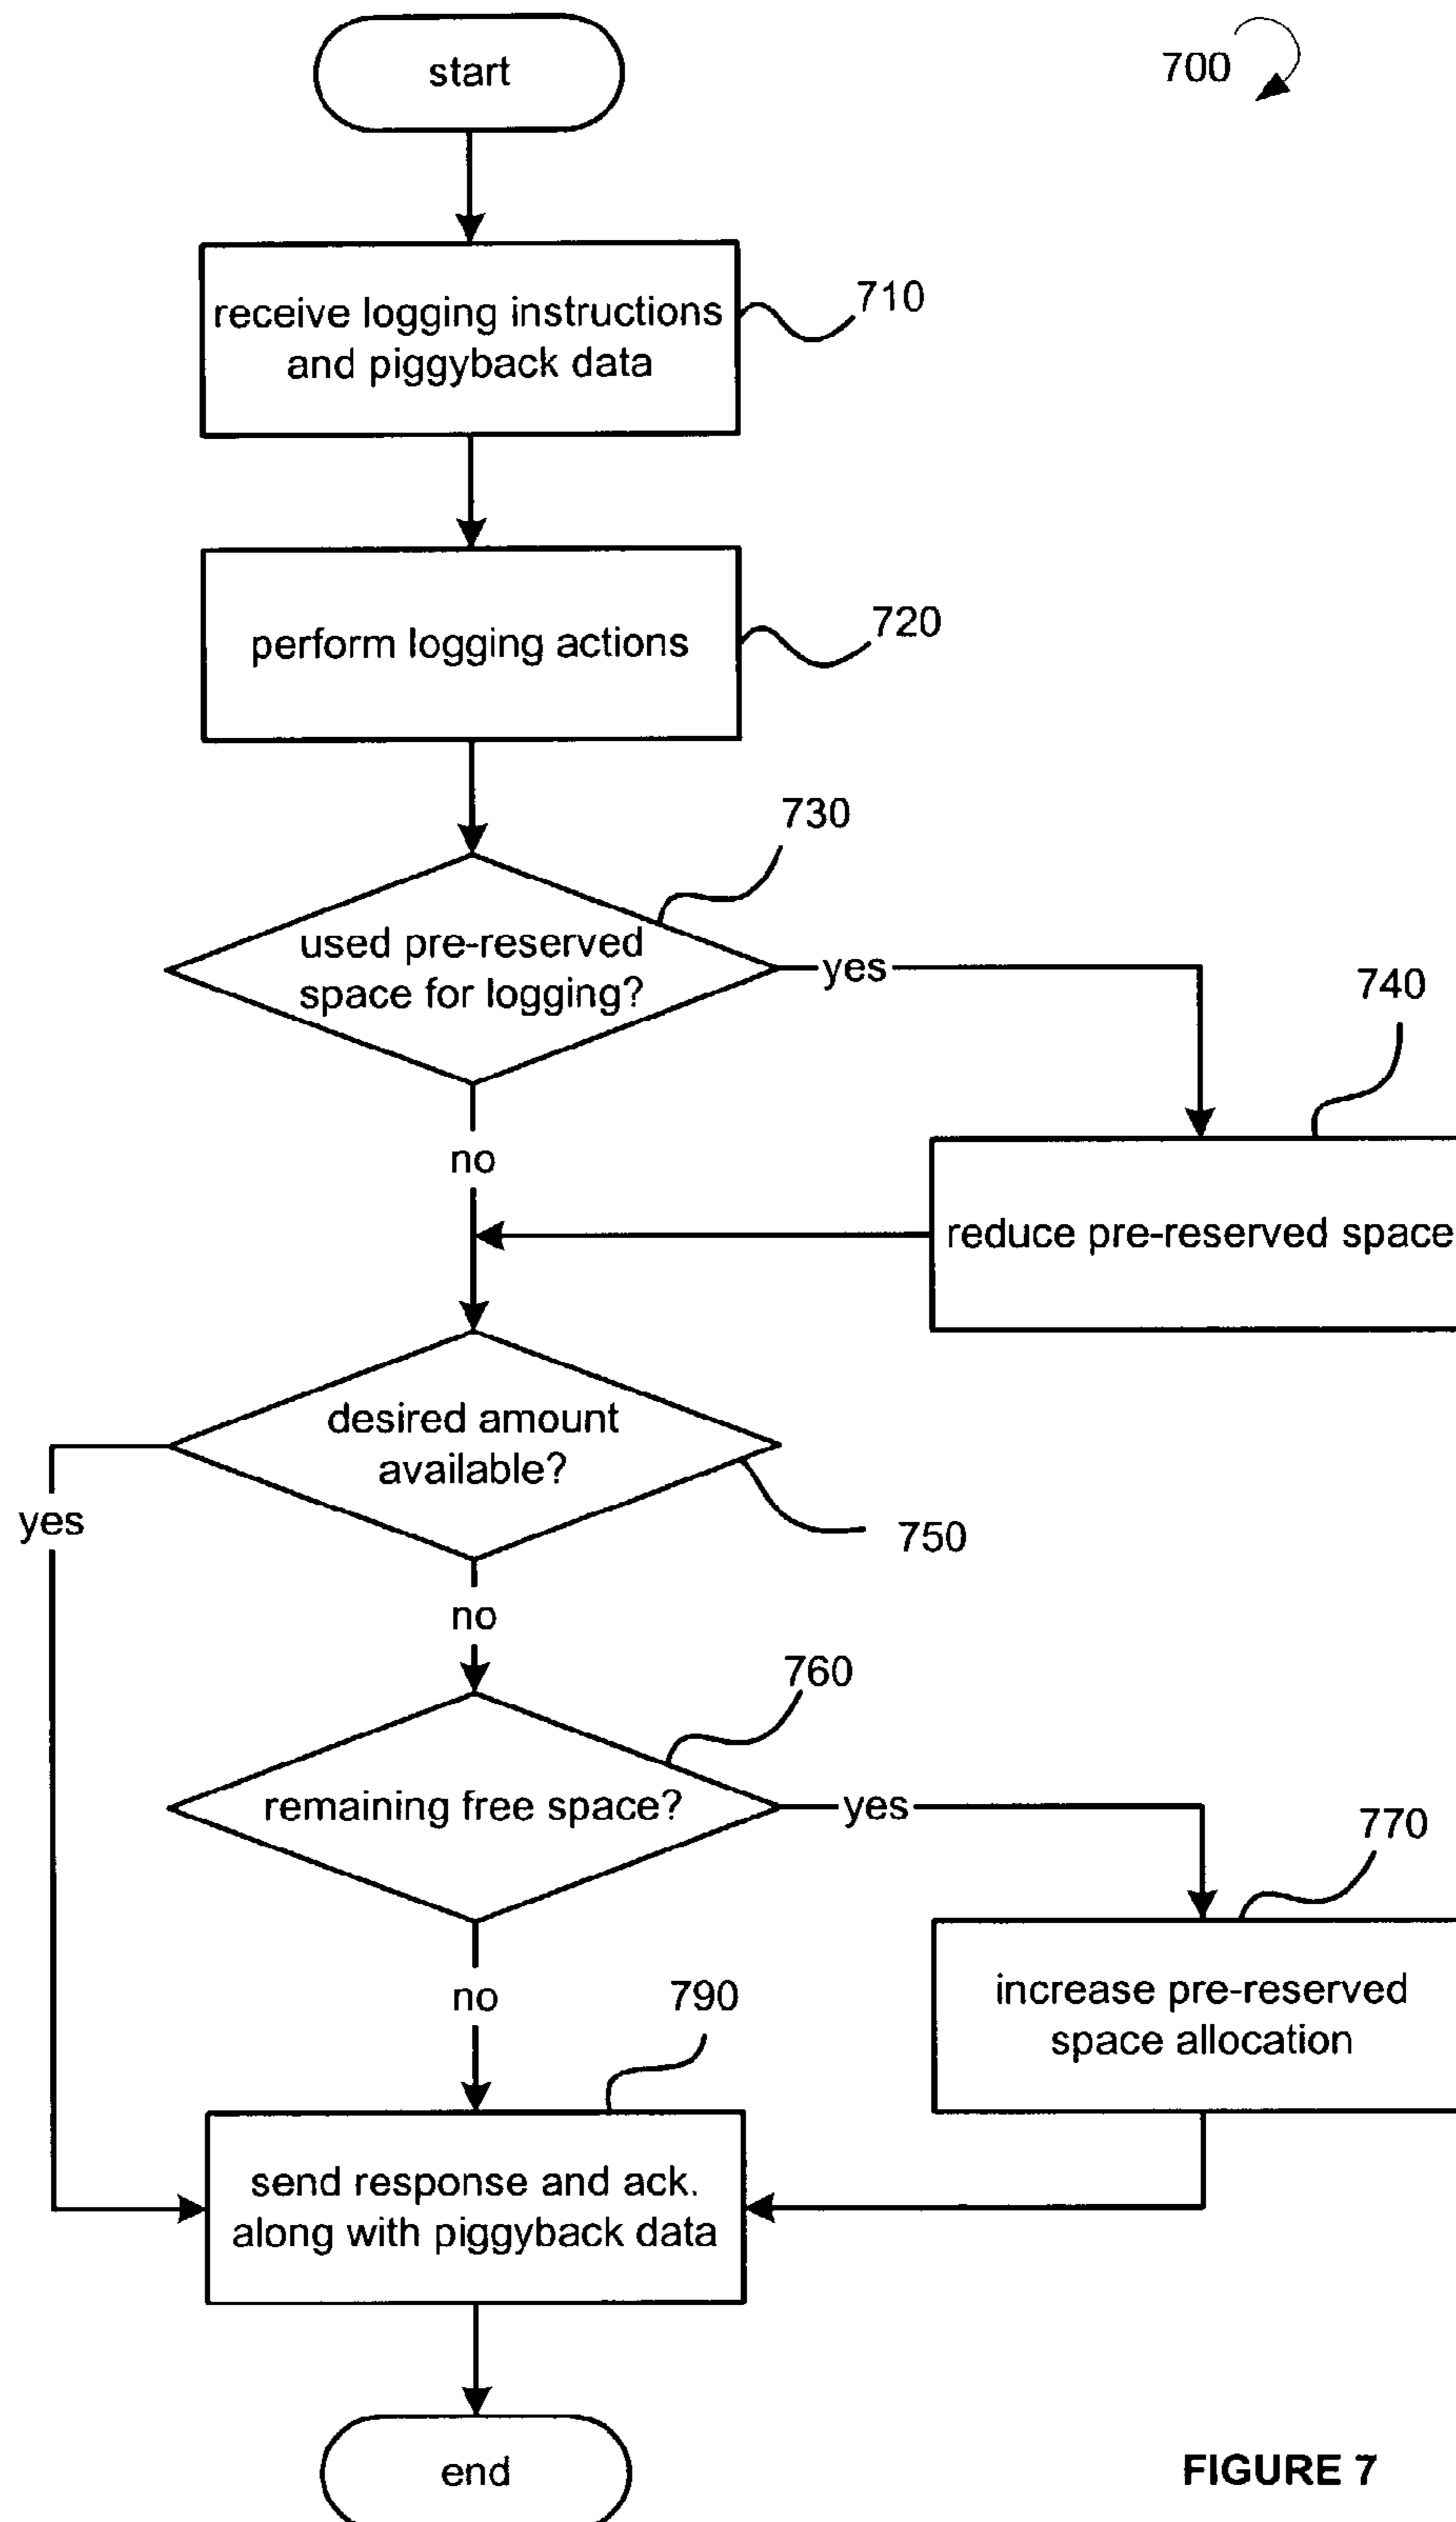 start
700
receive logging instructions
and piggyback data
710
perform logging actions
720
730
used pre-reserved
space for logging?
yes
740
no
reduce pre-reserved space
desired amount
available?
yes
750
no
760
remaining free space?
yes
770
no
790
increase pre-reserved
space allocation
send response and ack.
along with piggyback data
end
FIGURE 7